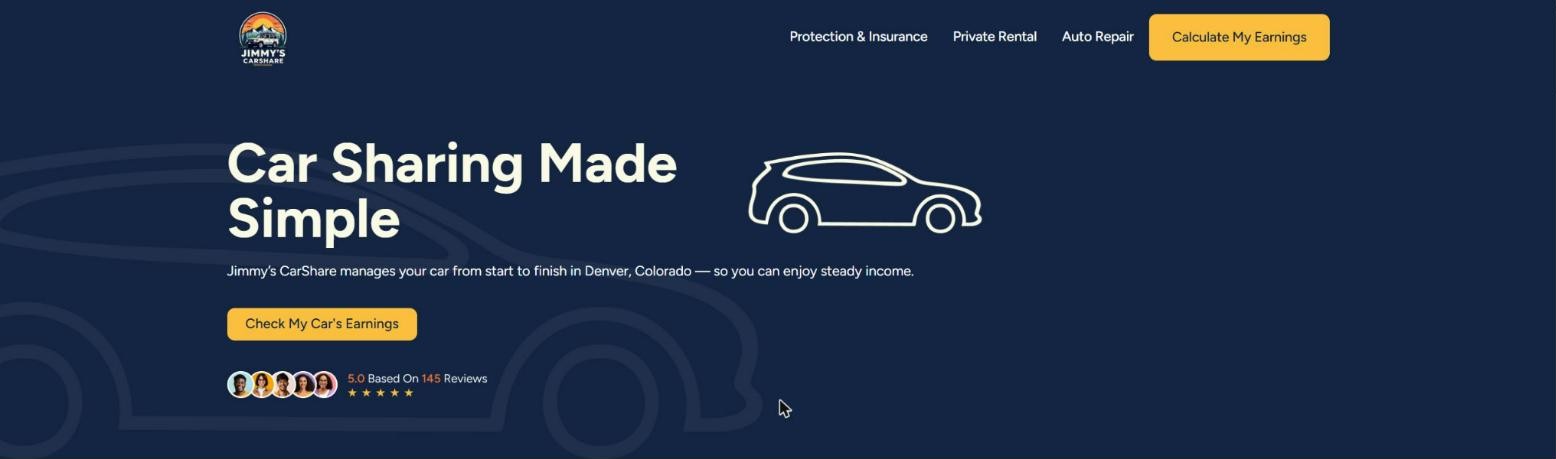 JIMMY'S
CARSHARE
Protection & Insurance
Private Rental
Auto Repair
Calculate My Earnings
Car Sharing Made
Simple
Jimmy's CarShare manages your car from start to finish in Denver, Colorado — so you can enjoy steady income.
Check My Car's Earnings
5.0 Based On 145 Reviews